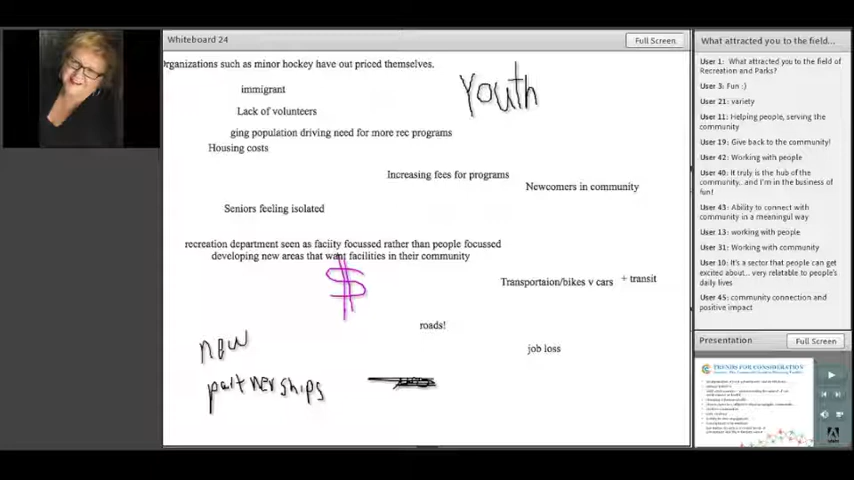 Whiteboard 24
Full Screen
What attracted you to the field...
Organizations such as minor hockey have out priced themselves.
immigrant
Youth
Lack of volunteers
ging population driving need for more rec programs
Housing costs
Increasing fees for programs
Newcomers in community
Seniors feeling isolated
recreation department seen as faciity focussed rather than people focussed
developing new areas that want facilities in their community
$
Transportaion/bikes v cars
+ transit
roads!
new
job loss
partnerships
User 1: What attracted you to the field of
Recreation and Parks?
User 3: Fun :)
User 21: variety
User 11: Helping people, serving the
community
User 19: Give back to the community!
User 42: Working with people
User 40: It truly is the hub of the
community.. and I'm in the business of
fun!
User 43: Ability to connect with
community in a meaningful way
User 13: working with people
User 31: Working with community
User 10: It's a sector that people can get
excited about... very relatable to people's
daily lives
User 45: community connection and
positive impact
Presentation
Full Screen
TRENDS FOR CONSIDERATION